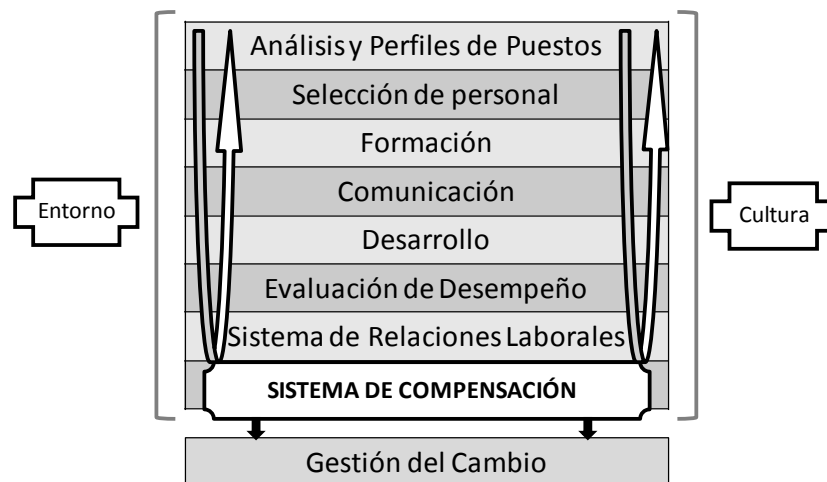 Análisis y Perfiles de Puestos
Selección de personal
Formación
Comunicación
Entorno
Cultura
Desarrollo
Evaluación de Desempeño
Sistema de Relaciones Laborales
SISTEMA DE COMPENSACIÓN
Gestión del Cambio